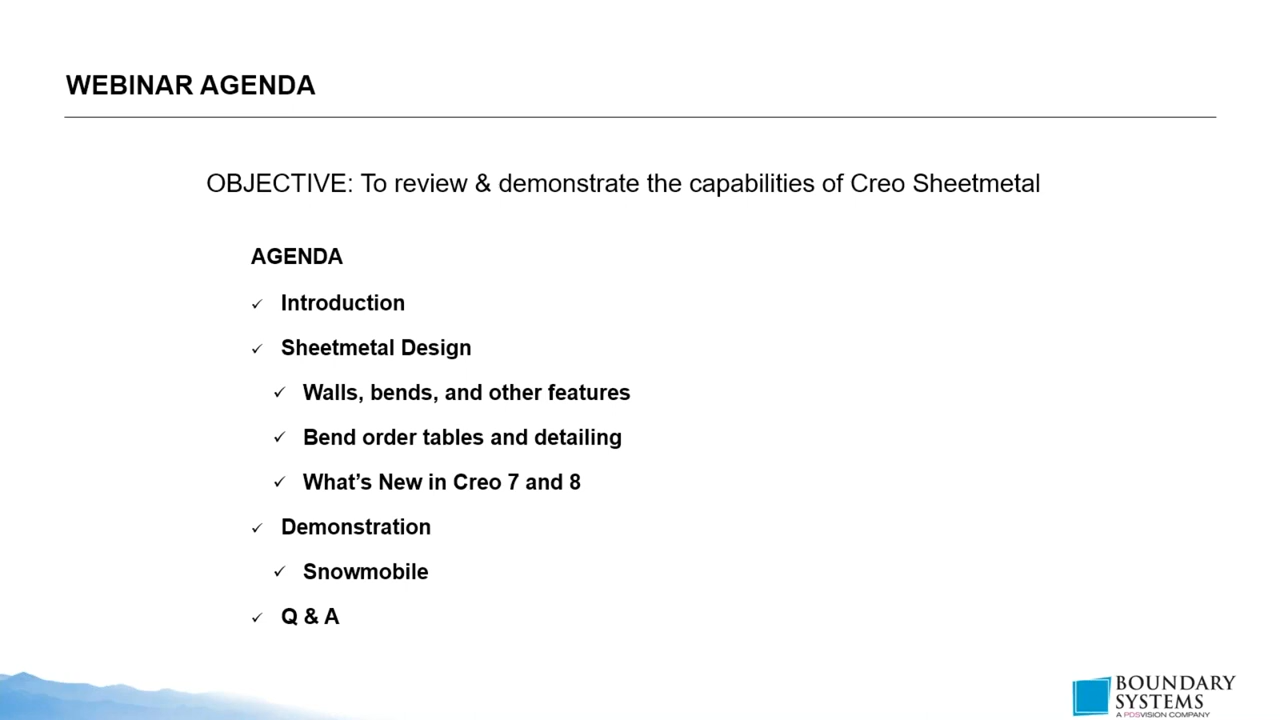 WEBINAR AGENDA
OBJECTIVE: To review & demonstrate the capabilities of Creo Sheetmetal
AGENDA
✓ Introduction
✓ Sheetmetal Design
✓ Walls, bends, and other features
✓ Bend order tables and detailing
✓ What’s New in Creo 7 and 8
✓ Demonstration
✓ Snowmobile
✓ Q & A
BOUNDARY
SYSTEMS
A PDSVISION COMPANY